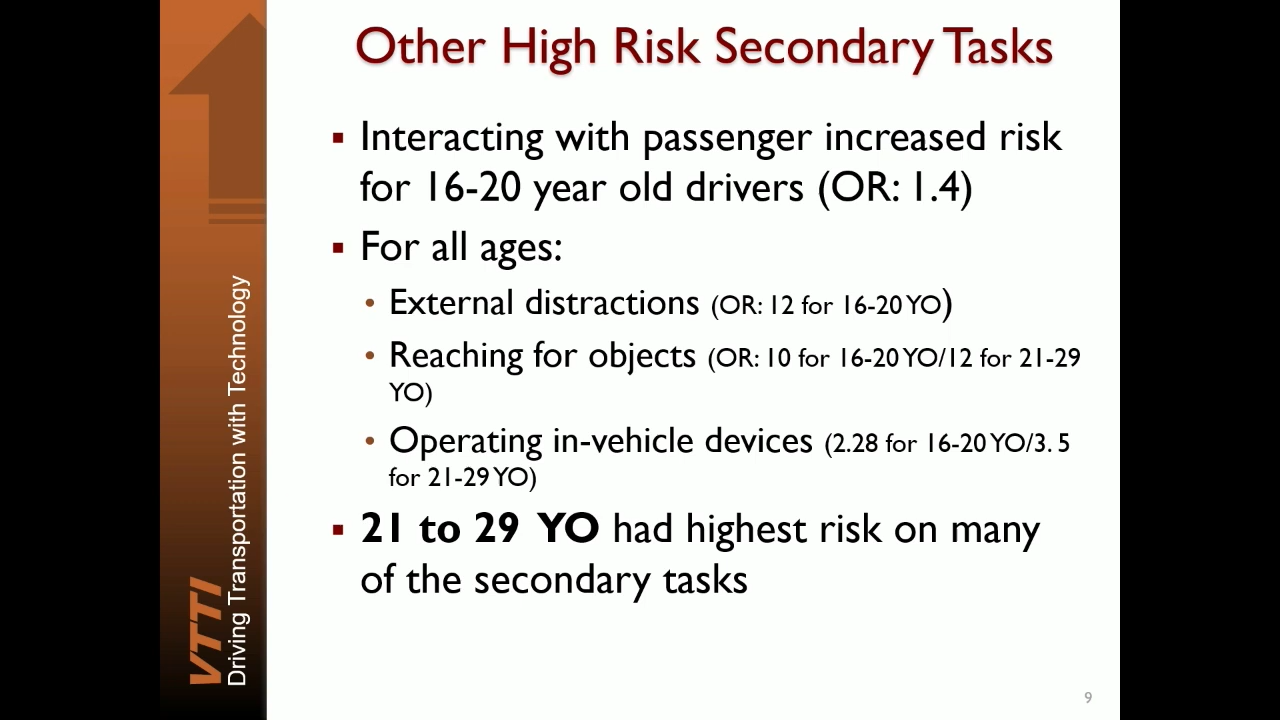 Other High Risk Secondary Tasks
▪ Interacting with passenger increased risk
for 16-20 year old drivers (OR: 1.4)
▪ For all ages:
• External distractions (OR: 12 for 16-20 YO)
• Reaching for objects (OR: 10 for 16-20 YO/12 for 21-29
YO)
• Operating in-vehicle devices (2.28 for 16-20 YO/3. 5
for 21-29 YO)
▪ 21 to 29 YO had highest risk on many
of the secondary tasks
VTTI
Driving Transportation with Technology
9